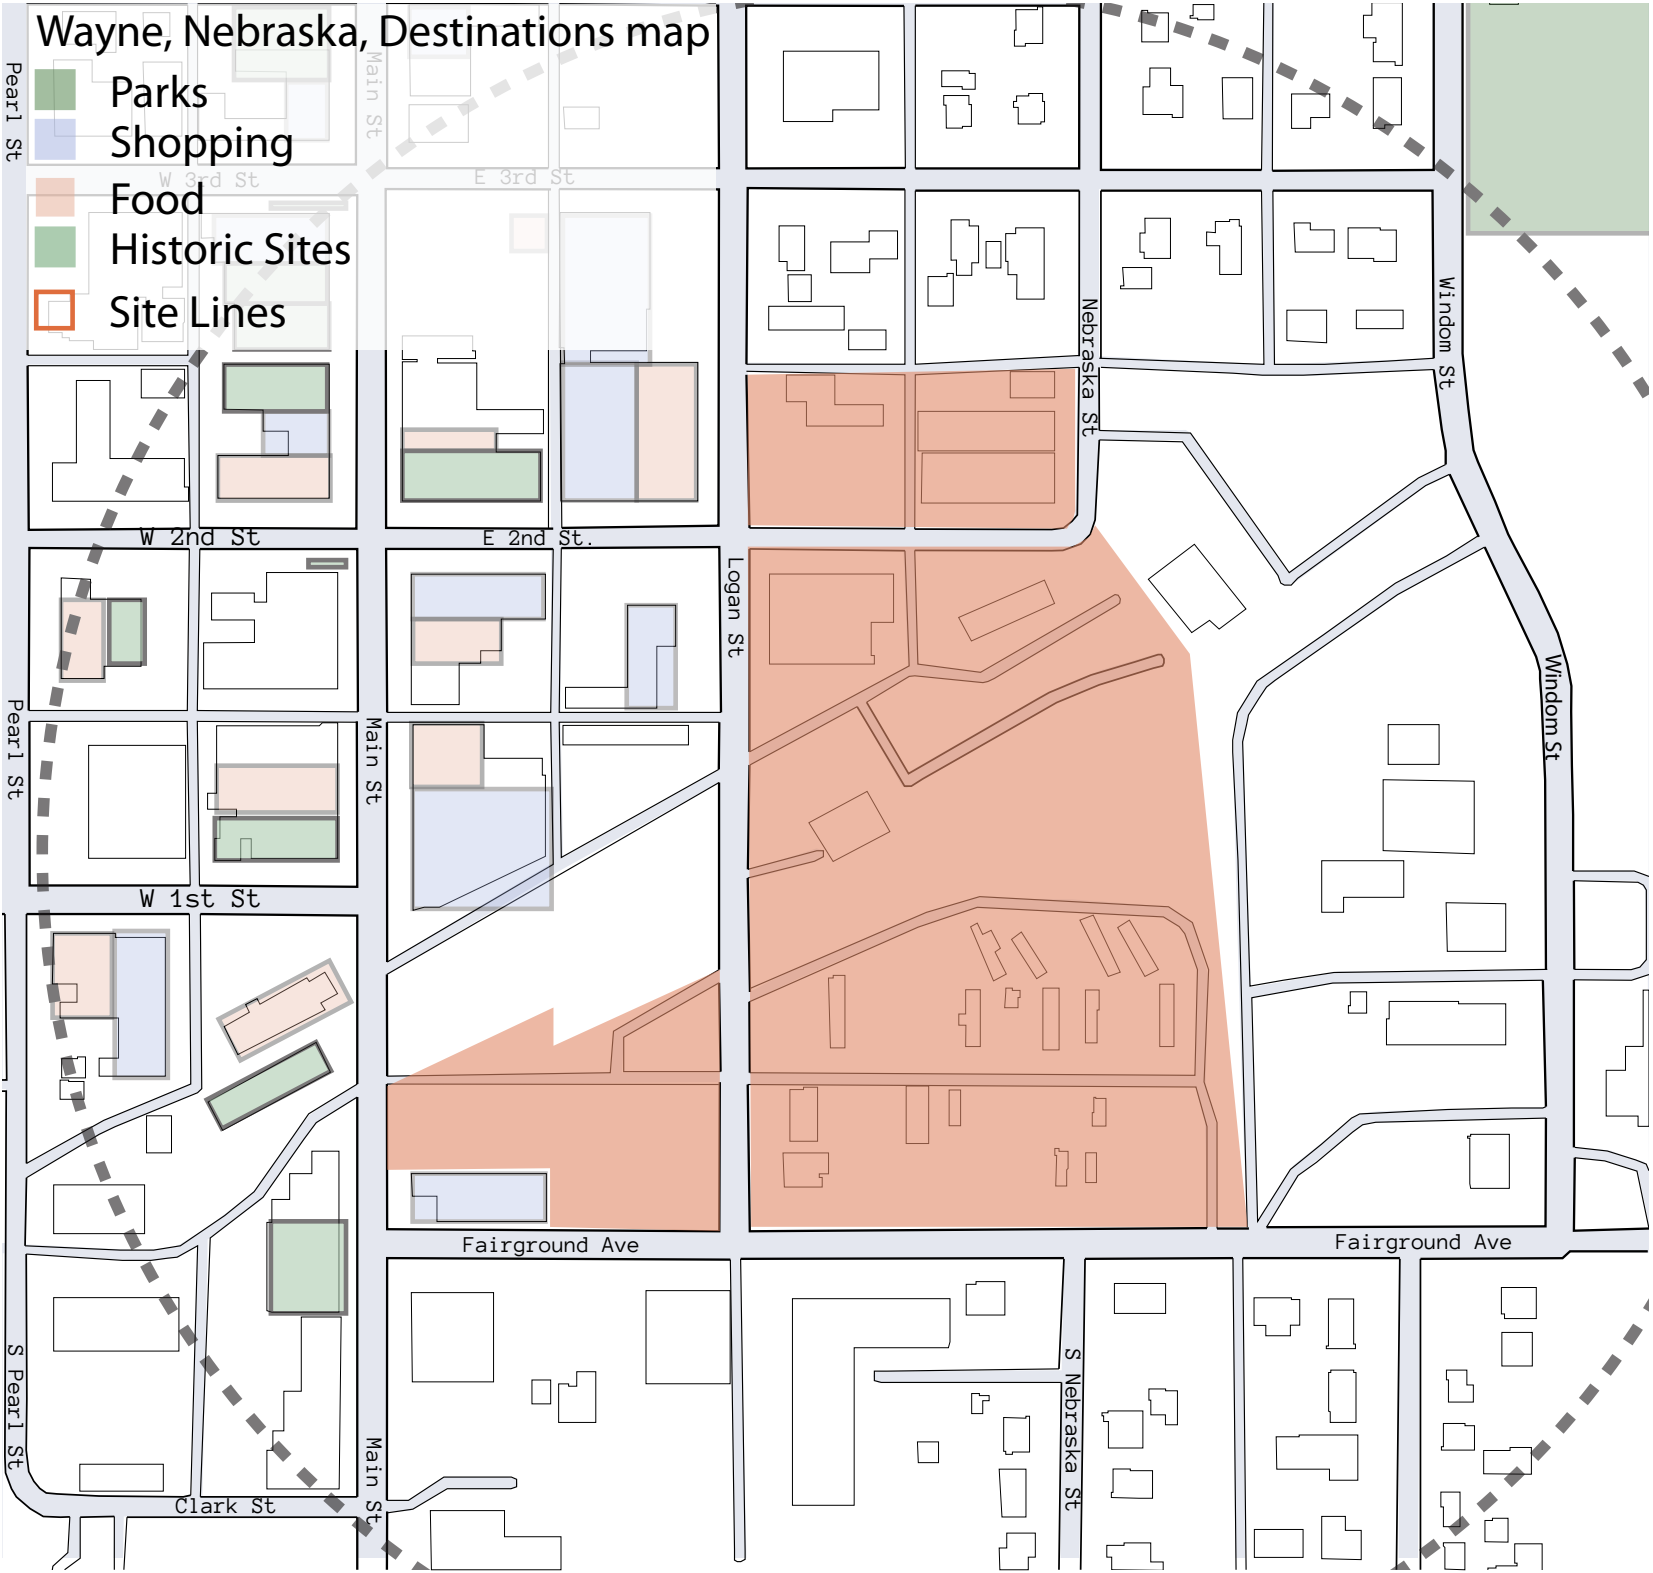 Wayne, Nebraska, Destinations map
Parks
Shopping
Food
Historic Sites
Site Lines
Pearl St
Main St
W 3rd St
E 3rd St
Nebraska St
Windom St
W 2nd St
E 2nd St.
Logan St
Windom St
Pearl St
Main St
W 1st St
Fairground Ave
Fairground Ave
S Pearl St
Main St
S Nebraska St
Clark St